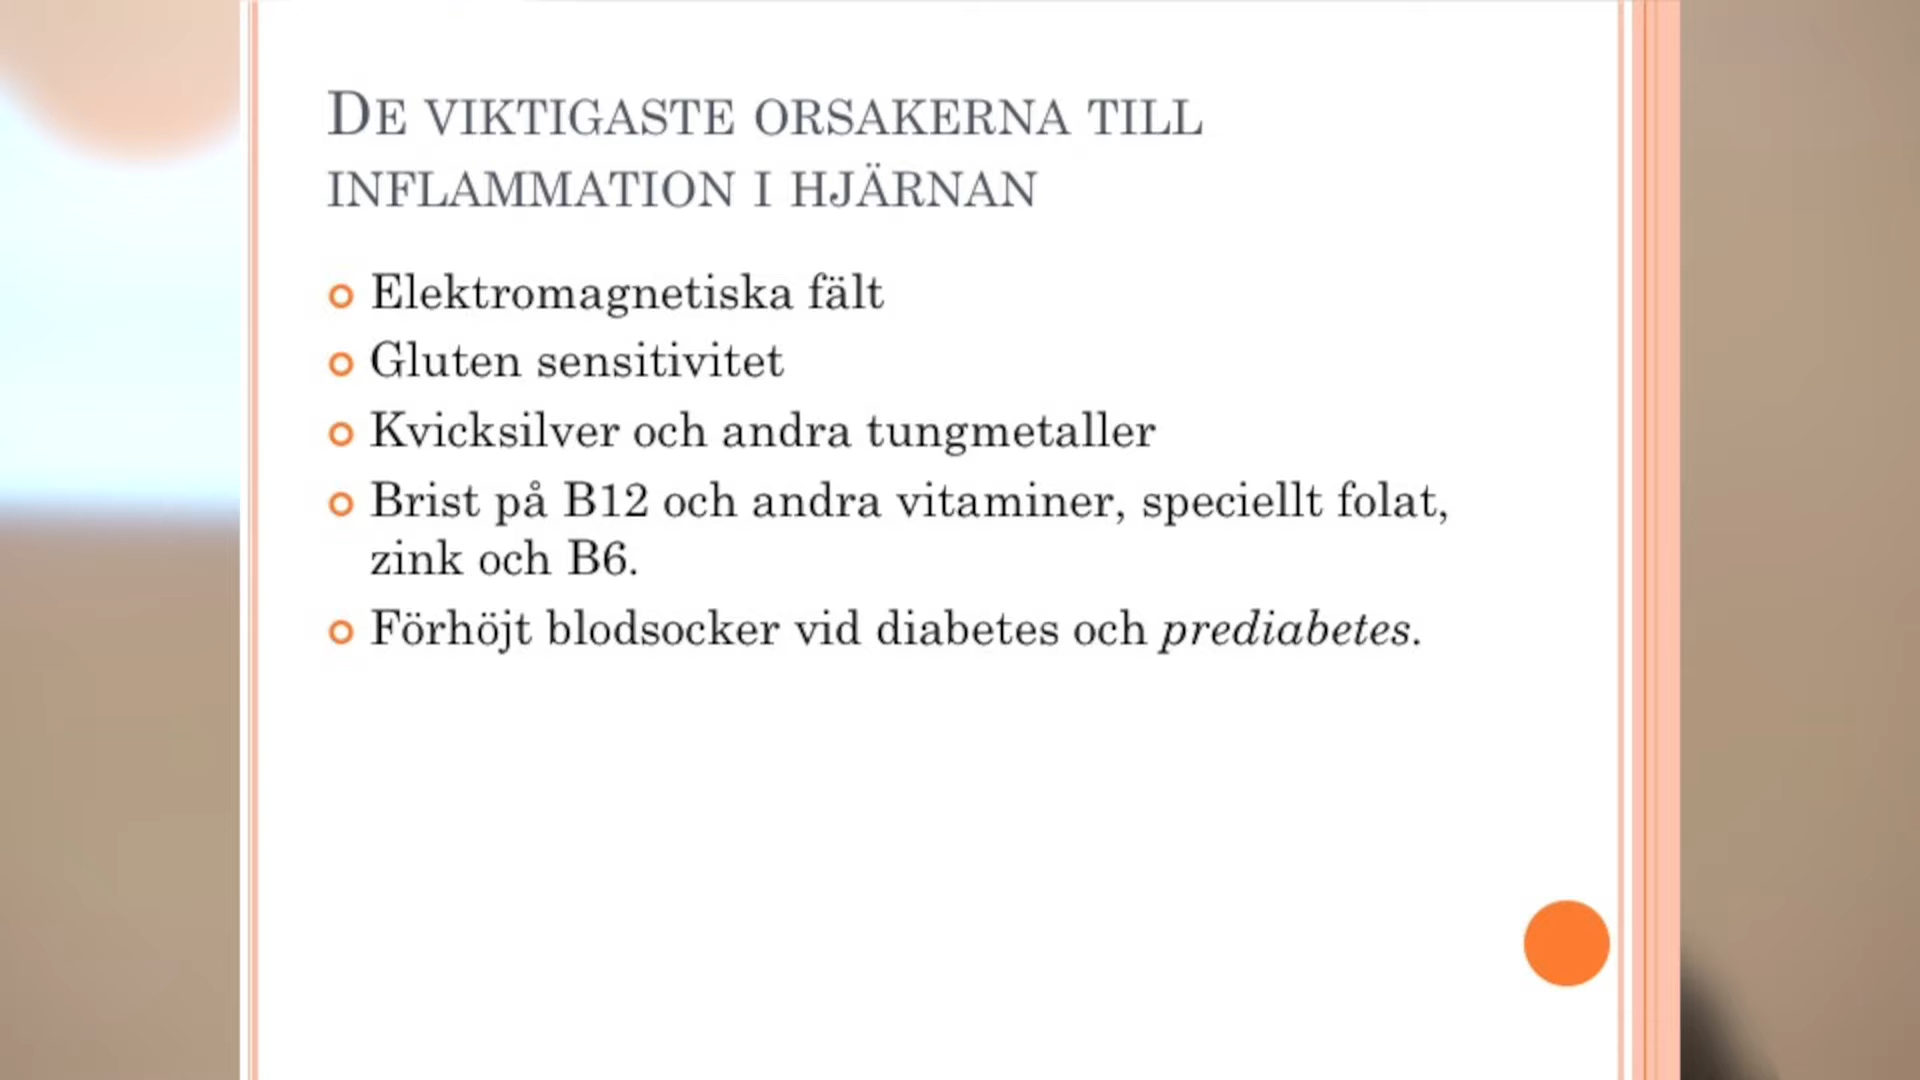 DE VIKTIGASTE ORSAKERNA TILL
INFLAMMATION I HJÄRNAN
Elektromagnetiska fält
Gluten sensitivitet
Kvicksilver och andra tungmetaller
Brist på B12 och andra vitaminer, speciellt folat,
zink och B6.
Förhöjt blodsocker vid diabetes och prediabetes.